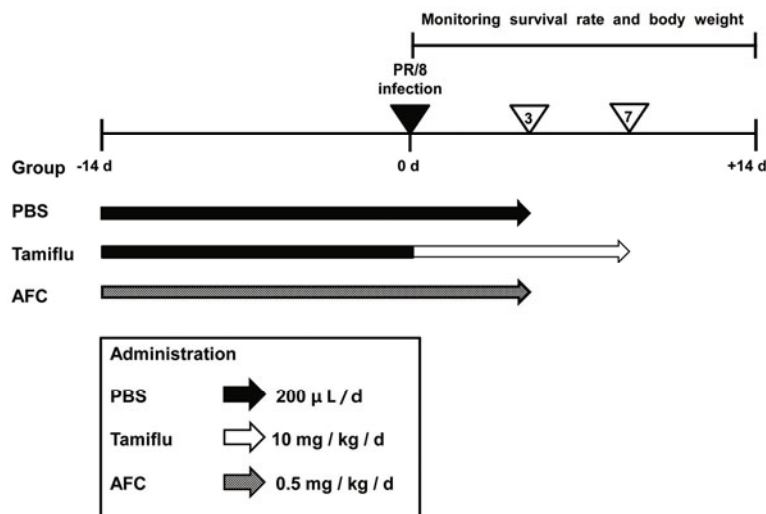 Monitoring survival rate and body weight
PR/8
infection
3
7
Group
-14 d
0 d
+14 d
PBS
Tamiflu
AFC
Administration
PBS
200 μ L / d
Tamiflu
10 mg / kg / d
AFC
0.5 mg / kg / d